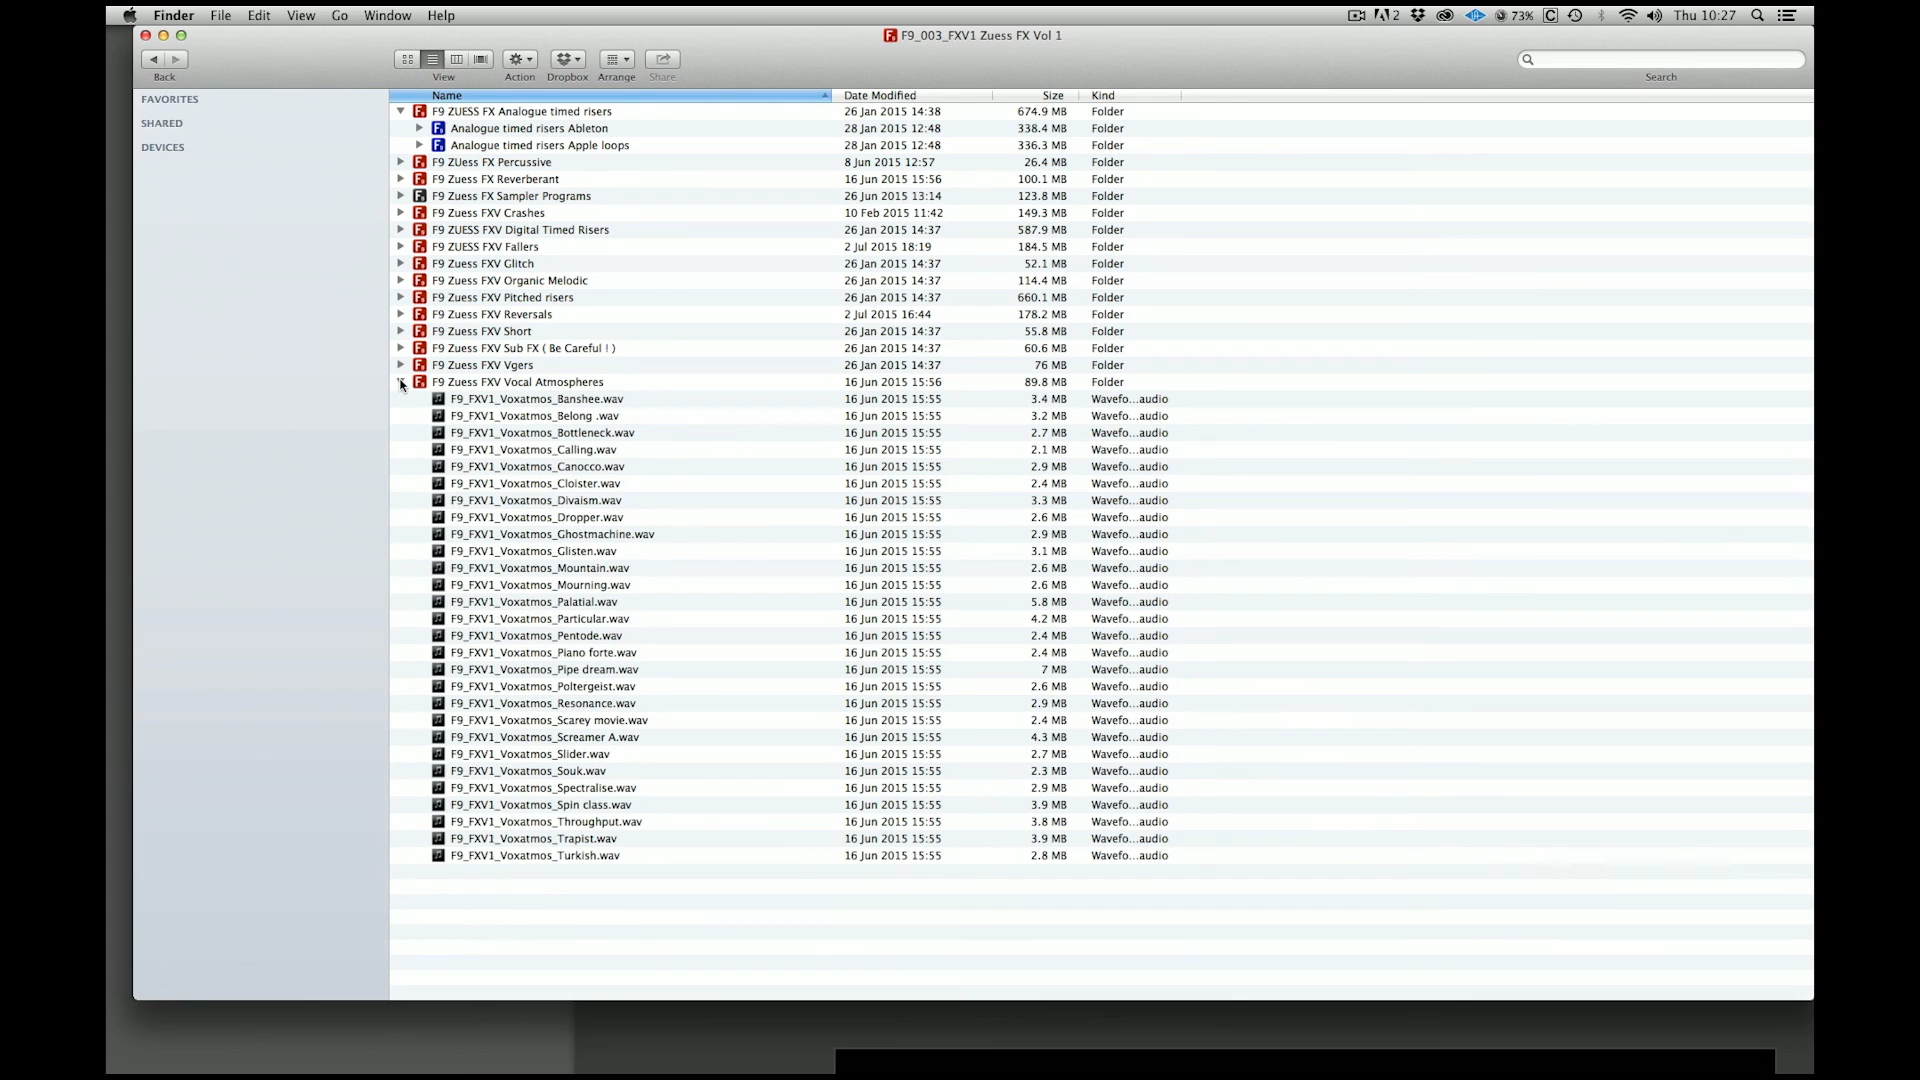 Finder File Edit View Go Window Help 2 73% Thu 10:27
F9_003_FXV1 Zuess FX Vol 1
Back View Action Dropbox Arrange Share Search
Name Date Modified Size Kind
FAVORITES
SHARED
DEVICES
F9 ZUESS FX Analogue timed risers 26 Jan 2015 14:38 674.9 MB Folder
Analogue timed risers Ableton 28 Jan 2015 12:48 338.4 MB Folder
Analogue timed risers Apple loops 28 Jan 2015 12:48 336.3 MB Folder
F9 ZUess FX Percussive 8 Jun 2015 12:57 26.4 MB Folder
F9 Zuess FX Reverberant 16 Jun 2015 15:56 100.1 MB Folder
F9 Zuess FX Sampler Programs 26 Jun 2015 13:14 123.8 MB Folder
F9 Zuess FXV Crashes 10 Feb 2015 11:42 149.3 MB Folder
F9 ZUESS FXV Digital Timed Risers 26 Jan 2015 14:37 587.9 MB Folder
F9 ZUESS FXV Fallers 2 Jul 2015 18:19 184.5 MB Folder
F9 Zuess FXV Glitch 26 Jan 2015 14:37 52.1 MB Folder
F9 Zuess FXV Organic Melodic 26 Jan 2015 14:37 114.4 MB Folder
F9 Zuess FXV Pitched risers 26 Jan 2015 14:37 660.1 MB Folder
F9 Zuess FXV Reversals 2 Jul 2015 16:44 178.2 MB Folder
F9 Zuess FXV Short 26 Jan 2015 14:37 55.8 MB Folder
F9 Zuess FXV Sub FX ( Be Careful ! ) 26 Jan 2015 14:37 60.6 MB Folder
F9 Zuess FXV Vgers 26 Jan 2015 14:37 76 MB Folder
F9 Zuess FXV Vocal Atmospheres 16 Jun 2015 15:56 89.8 MB Folder
F9_FXV1_Voxatmos_Banshee.wav 16 Jun 2015 15:55 3.4 MB Wavefo...audio
F9_FXV1_Voxatmos_Belong .wav 16 Jun 2015 15:55 3.2 MB Wavefo...audio
F9_FXV1_Voxatmos_Bottleneck.wav 16 Jun 2015 15:55 2.7 MB Wavefo...audio
F9_FXV1_Voxatmos_Calling.wav 16 Jun 2015 15:55 2.1 MB Wavefo...audio
F9_FXV1_Voxatmos_Canocco.wav 16 Jun 2015 15:55 2.9 MB Wavefo...audio
F9_FXV1_Voxatmos_Cloister.wav 16 Jun 2015 15:55 2.4 MB Wavefo...audio
F9_FXV1_Voxatmos_Divaism.wav 16 Jun 2015 15:55 3.3 MB Wavefo...audio
F9_FXV1_Voxatmos_Dropper.wav 16 Jun 2015 15:55 2.6 MB Wavefo...audio
F9_FXV1_Voxatmos_Ghostmachine.wav 16 Jun 2015 15:55 2.9 MB Wavefo...audio
F9_FXV1_Voxatmos_Glisten.wav 16 Jun 2015 15:55 3.1 MB Wavefo...audio
F9_FXV1_Voxatmos_Mountain.wav 16 Jun 2015 15:55 2.6 MB Wavefo...audio
F9_FXV1_Voxatmos_Mourning.wav 16 Jun 2015 15:55 2.6 MB Wavefo...audio
F9_FXV1_Voxatmos_Palatial.wav 16 Jun 2015 15:55 5.8 MB Wavefo...audio
F9_FXV1_Voxatmos_Particular.wav 16 Jun 2015 15:55 4.2 MB Wavefo...audio
F9_FXV1_Voxatmos_Pentode.wav 16 Jun 2015 15:55 2.4 MB Wavefo...audio
F9_FXV1_Voxatmos_Piano forte.wav 16 Jun 2015 15:55 2.4 MB Wavefo...audio
F9_FXV1_Voxatmos_Pipe dream.wav 16 Jun 2015 15:55 7 MB Wavefo...audio
F9_FXV1_Voxatmos_Poltergeist.wav 16 Jun 2015 15:55 2.6 MB Wavefo...audio
F9_FXV1_Voxatmos_Resonance.wav 16 Jun 2015 15:55 2.9 MB Wavefo...audio
F9_FXV1_Voxatmos_Scarey movie.wav 16 Jun 2015 15:55 2.4 MB Wavefo...audio
F9_FXV1_Voxatmos_Screamer A.wav 16 Jun 2015 15:55 4.3 MB Wavefo...audio
F9_FXV1_Voxatmos_Slider.wav 16 Jun 2015 15:55 2.7 MB Wavefo...audio
F9_FXV1_Voxatmos_Souk.wav 16 Jun 2015 15:55 2.3 MB Wavefo...audio
F9_FXV1_Voxatmos_Spectralise.wav 16 Jun 2015 15:55 2.9 MB Wavefo...audio
F9_FXV1_Voxatmos_Spin class.wav 16 Jun 2015 15:55 3.9 MB Wavefo...audio
F9_FXV1_Voxatmos_Throughput.wav 16 Jun 2015 15:55 3.8 MB Wavefo...audio
F9_FXV1_Voxatmos_Trapist.wav 16 Jun 2015 15:55 3.9 MB Wavefo...audio
F9_FXV1_Voxatmos_Turkish.wav 16 Jun 2015 15:55 2.8 MB Wavefo...audio